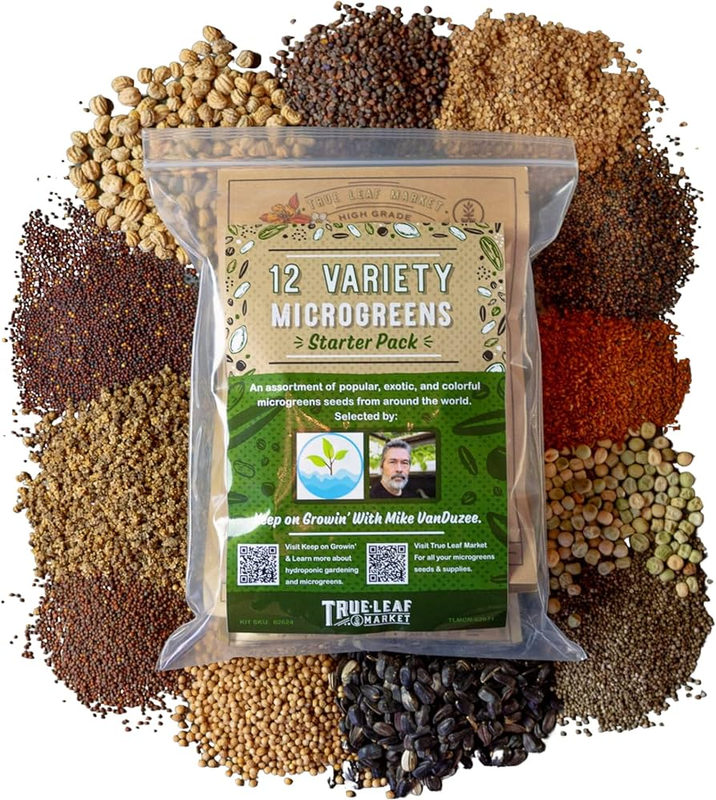 TRUE LEAF MARKET
HIGH GRADE
12 VARIETY
MICROGREENS
Starter Pack
An assortment of popular, exotic, and colorful
microgreens seeds from around the world.
Selected by:
Keep on Growin' With Mike VanDuzee.
Visit Keep on Growin'
& Learn more about
hydroponic gardening
and microgreens.
Visit True Leaf Market
For all your microgreens
seeds & supplies.
TRUE LEAF
MARKET
KIT SKU: 62624